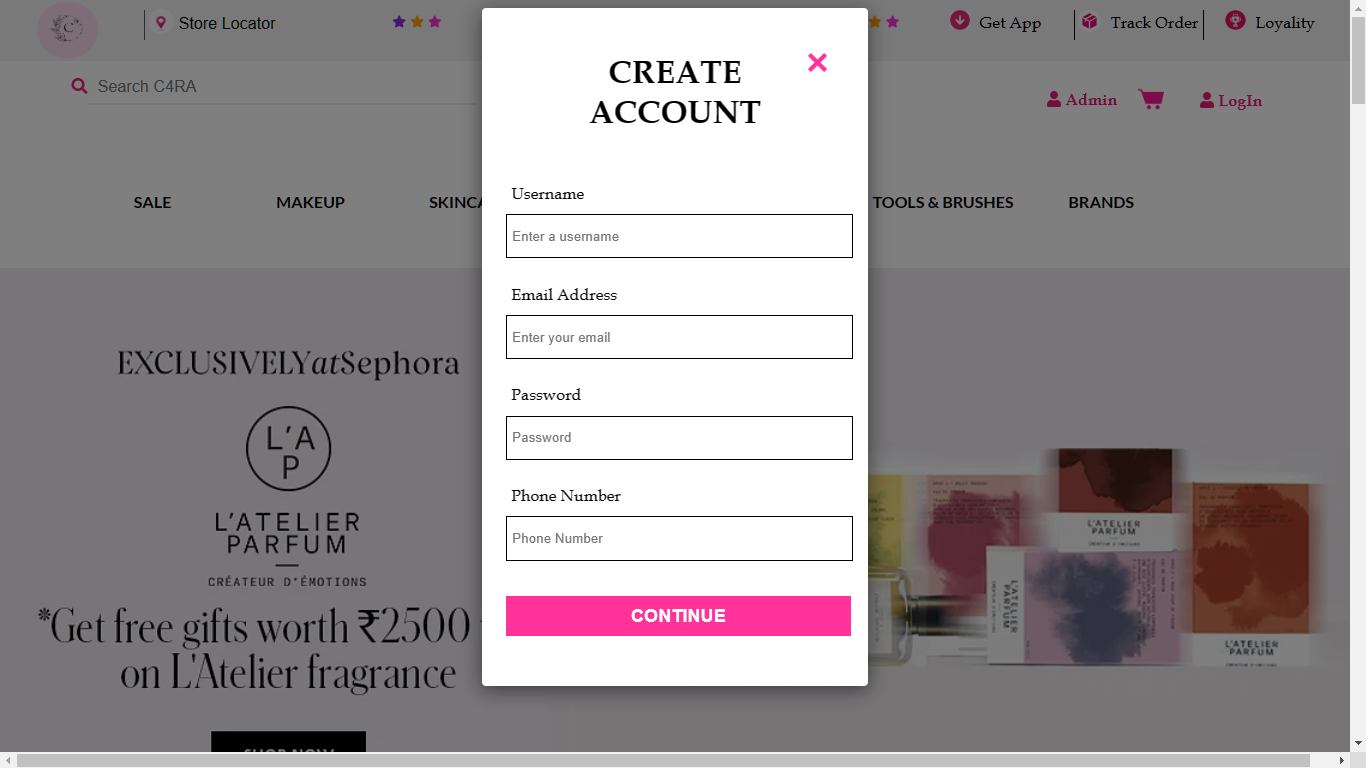 Store Locator
Get App
Track Order
Loyality
Search C4RA
Admin
LogIn
SALE
MAKEUP
SKINCA
TOOLS & BRUSHES
BRANDS
CREATE
ACCOUNT
Username
Enter a username
Email Address
Enter your email
Password
Password
Phone Number
Phone Number
CONTINUE
EXCLUSIVELYatSephora
L'A
P
L'ATELIER
PARFUM
CRÉATEUR D'ÉMOTIONS
*Get free gifts worth ₹2500
on L'Atelier fragrance
SHOP NOW
L'ATELIER
PARFUM
L'ATELIER
PARFUM
L'ATELIER
PARFUM